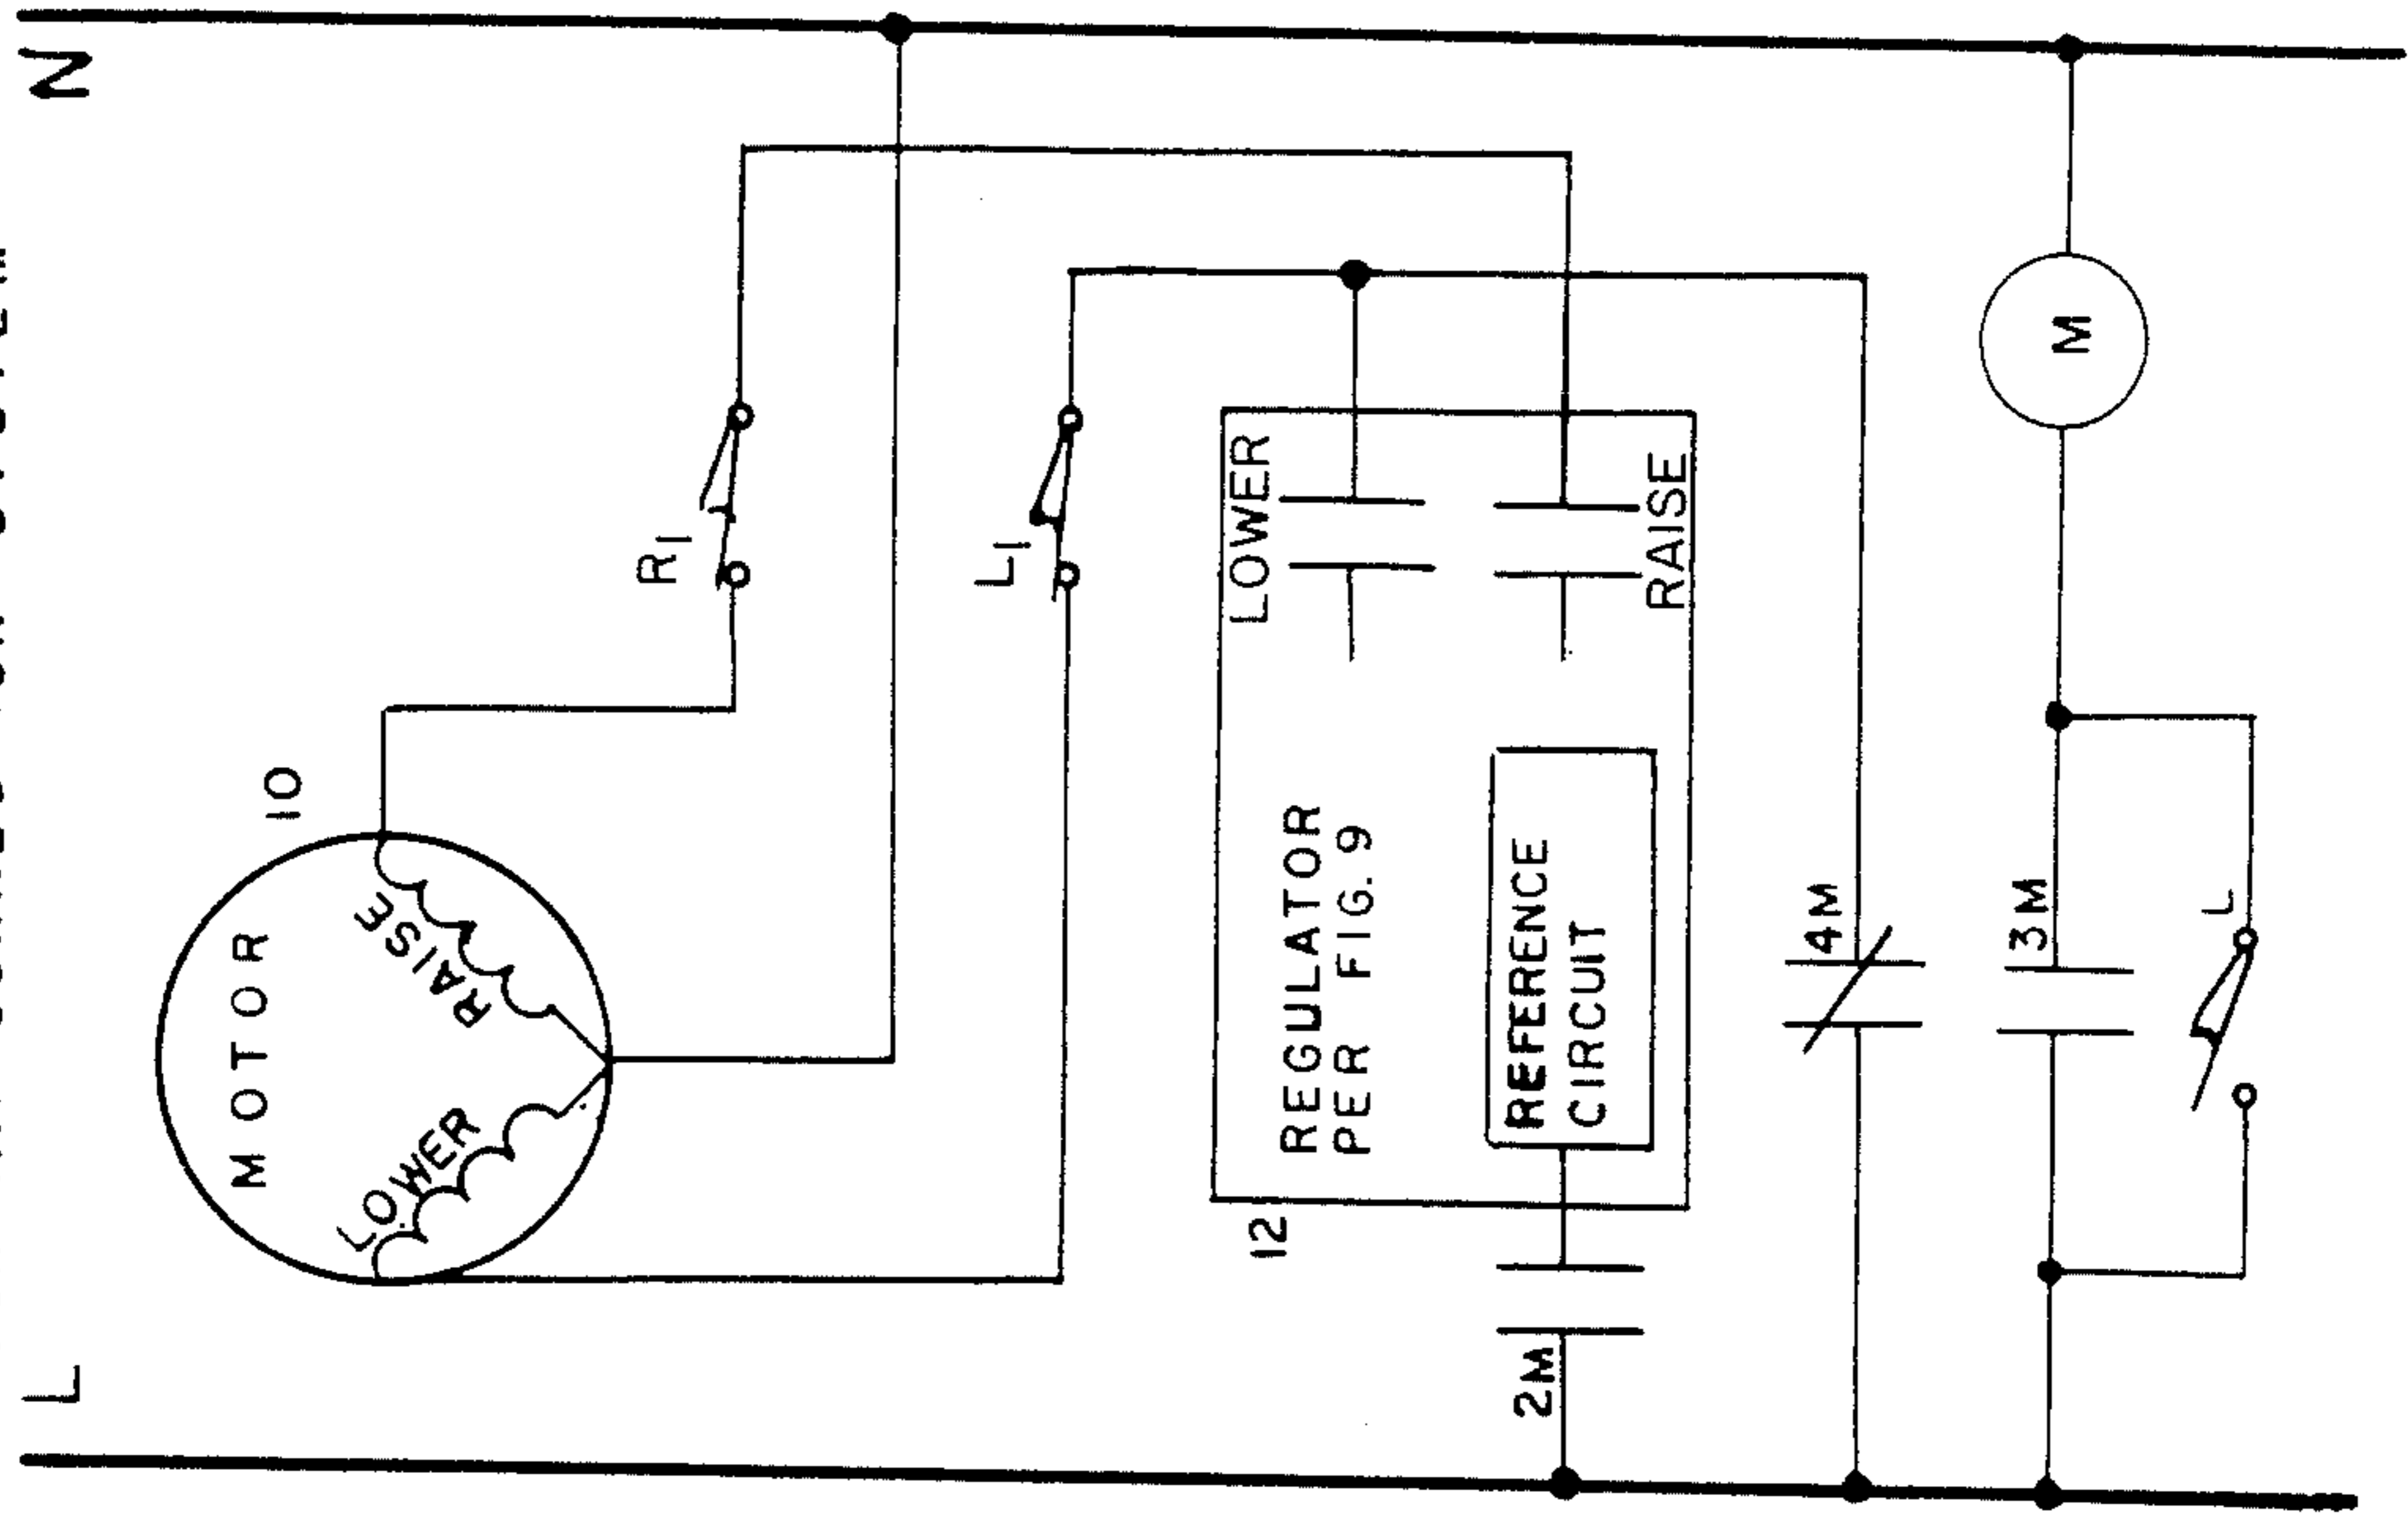 L
N
MOTOR
10
LOWER
RAISE
R1
L1
12
LOWER
REGULATOR
PER FIG. 9
REFERENCE
CIRCUIT
RAISE
2M
4M
3M
M
L